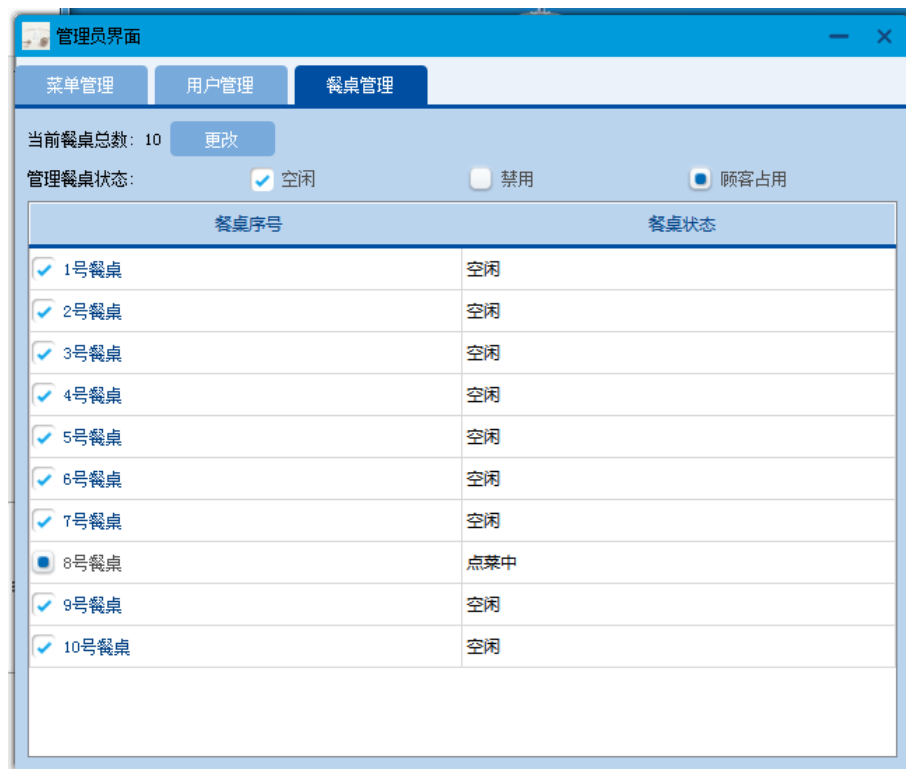 管理员界面
菜单管理 用户管理 餐桌管理
当前餐桌总数: 10 更改
管理餐桌状态: 空闲 禁用 顾客占用
餐桌序号 餐桌状态
1号餐桌 空闲
2号餐桌 空闲
3号餐桌 空闲
4号餐桌 空闲
5号餐桌 空闲
6号餐桌 空闲
7号餐桌 空闲
8号餐桌 点菜中
9号餐桌 空闲
10号餐桌 空闲